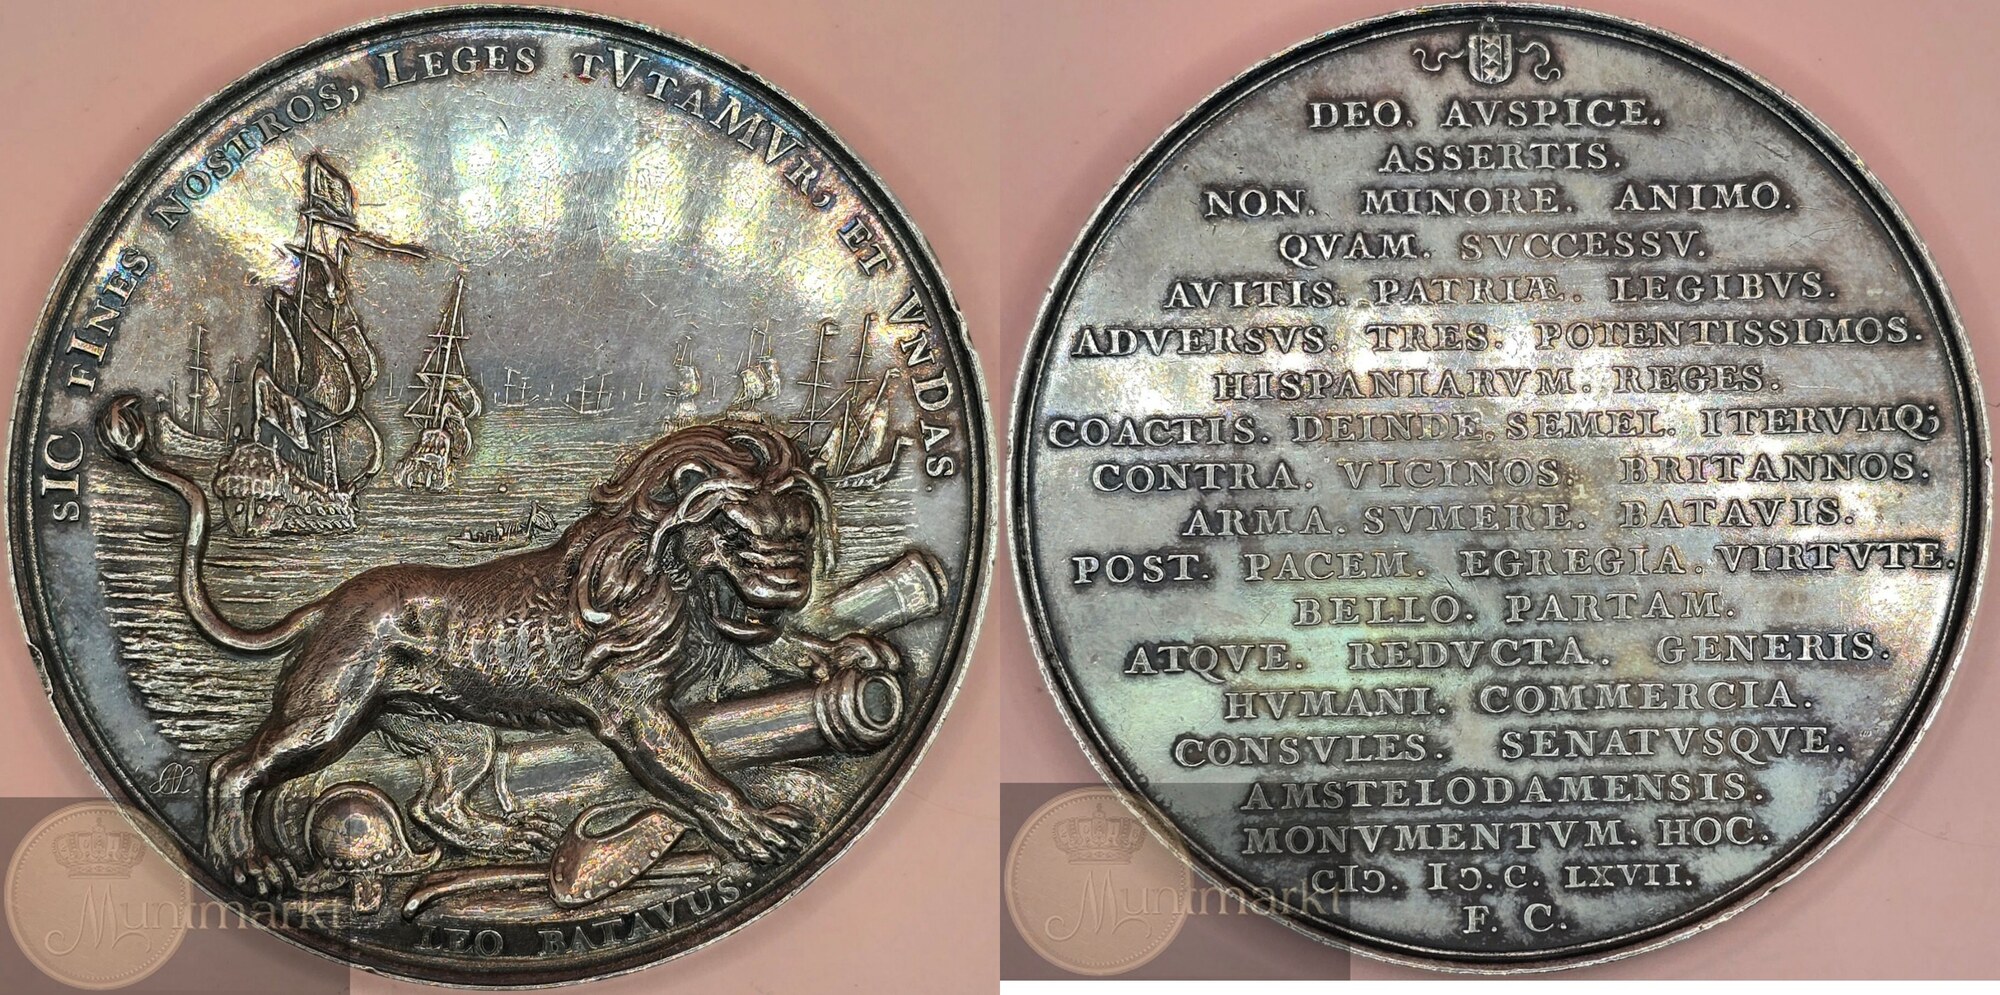 SIC FINES NOSTROS, LEGES TVTAMVR, ET VNDAS.
LEO BATAVUS.
Muntmarkt
DEO. AVSPICE.
ASSERTIS.
NON. MINORE. ANIMO.
QVAM. SVCCESSV.
AVITIS. PATRIÆ. LEGIBVS.
ADVERSVS. TRES. POTENTISSIMOS.
HISPANIARVM. REGES.
COACTIS. DEINDE. SEMEL. ITERVMQ;
CONTRA. VICINOS. BRITANNOS.
ARMA. SVMERE. BATAVIS.
POST. PACEM. EGREGIA. VIRTVTE.
BELLO. PARTAM.
ATQVE. REDVCTA. GENERIS.
HVMANI. COMMERCIA.
CONSVLES. SENATVSQVE.
AMSTELODAMENSIS.
MONVMENTVM. HOC.
CIↃ. IↃ.C. LXVII.
F. C.
Muntmarkt